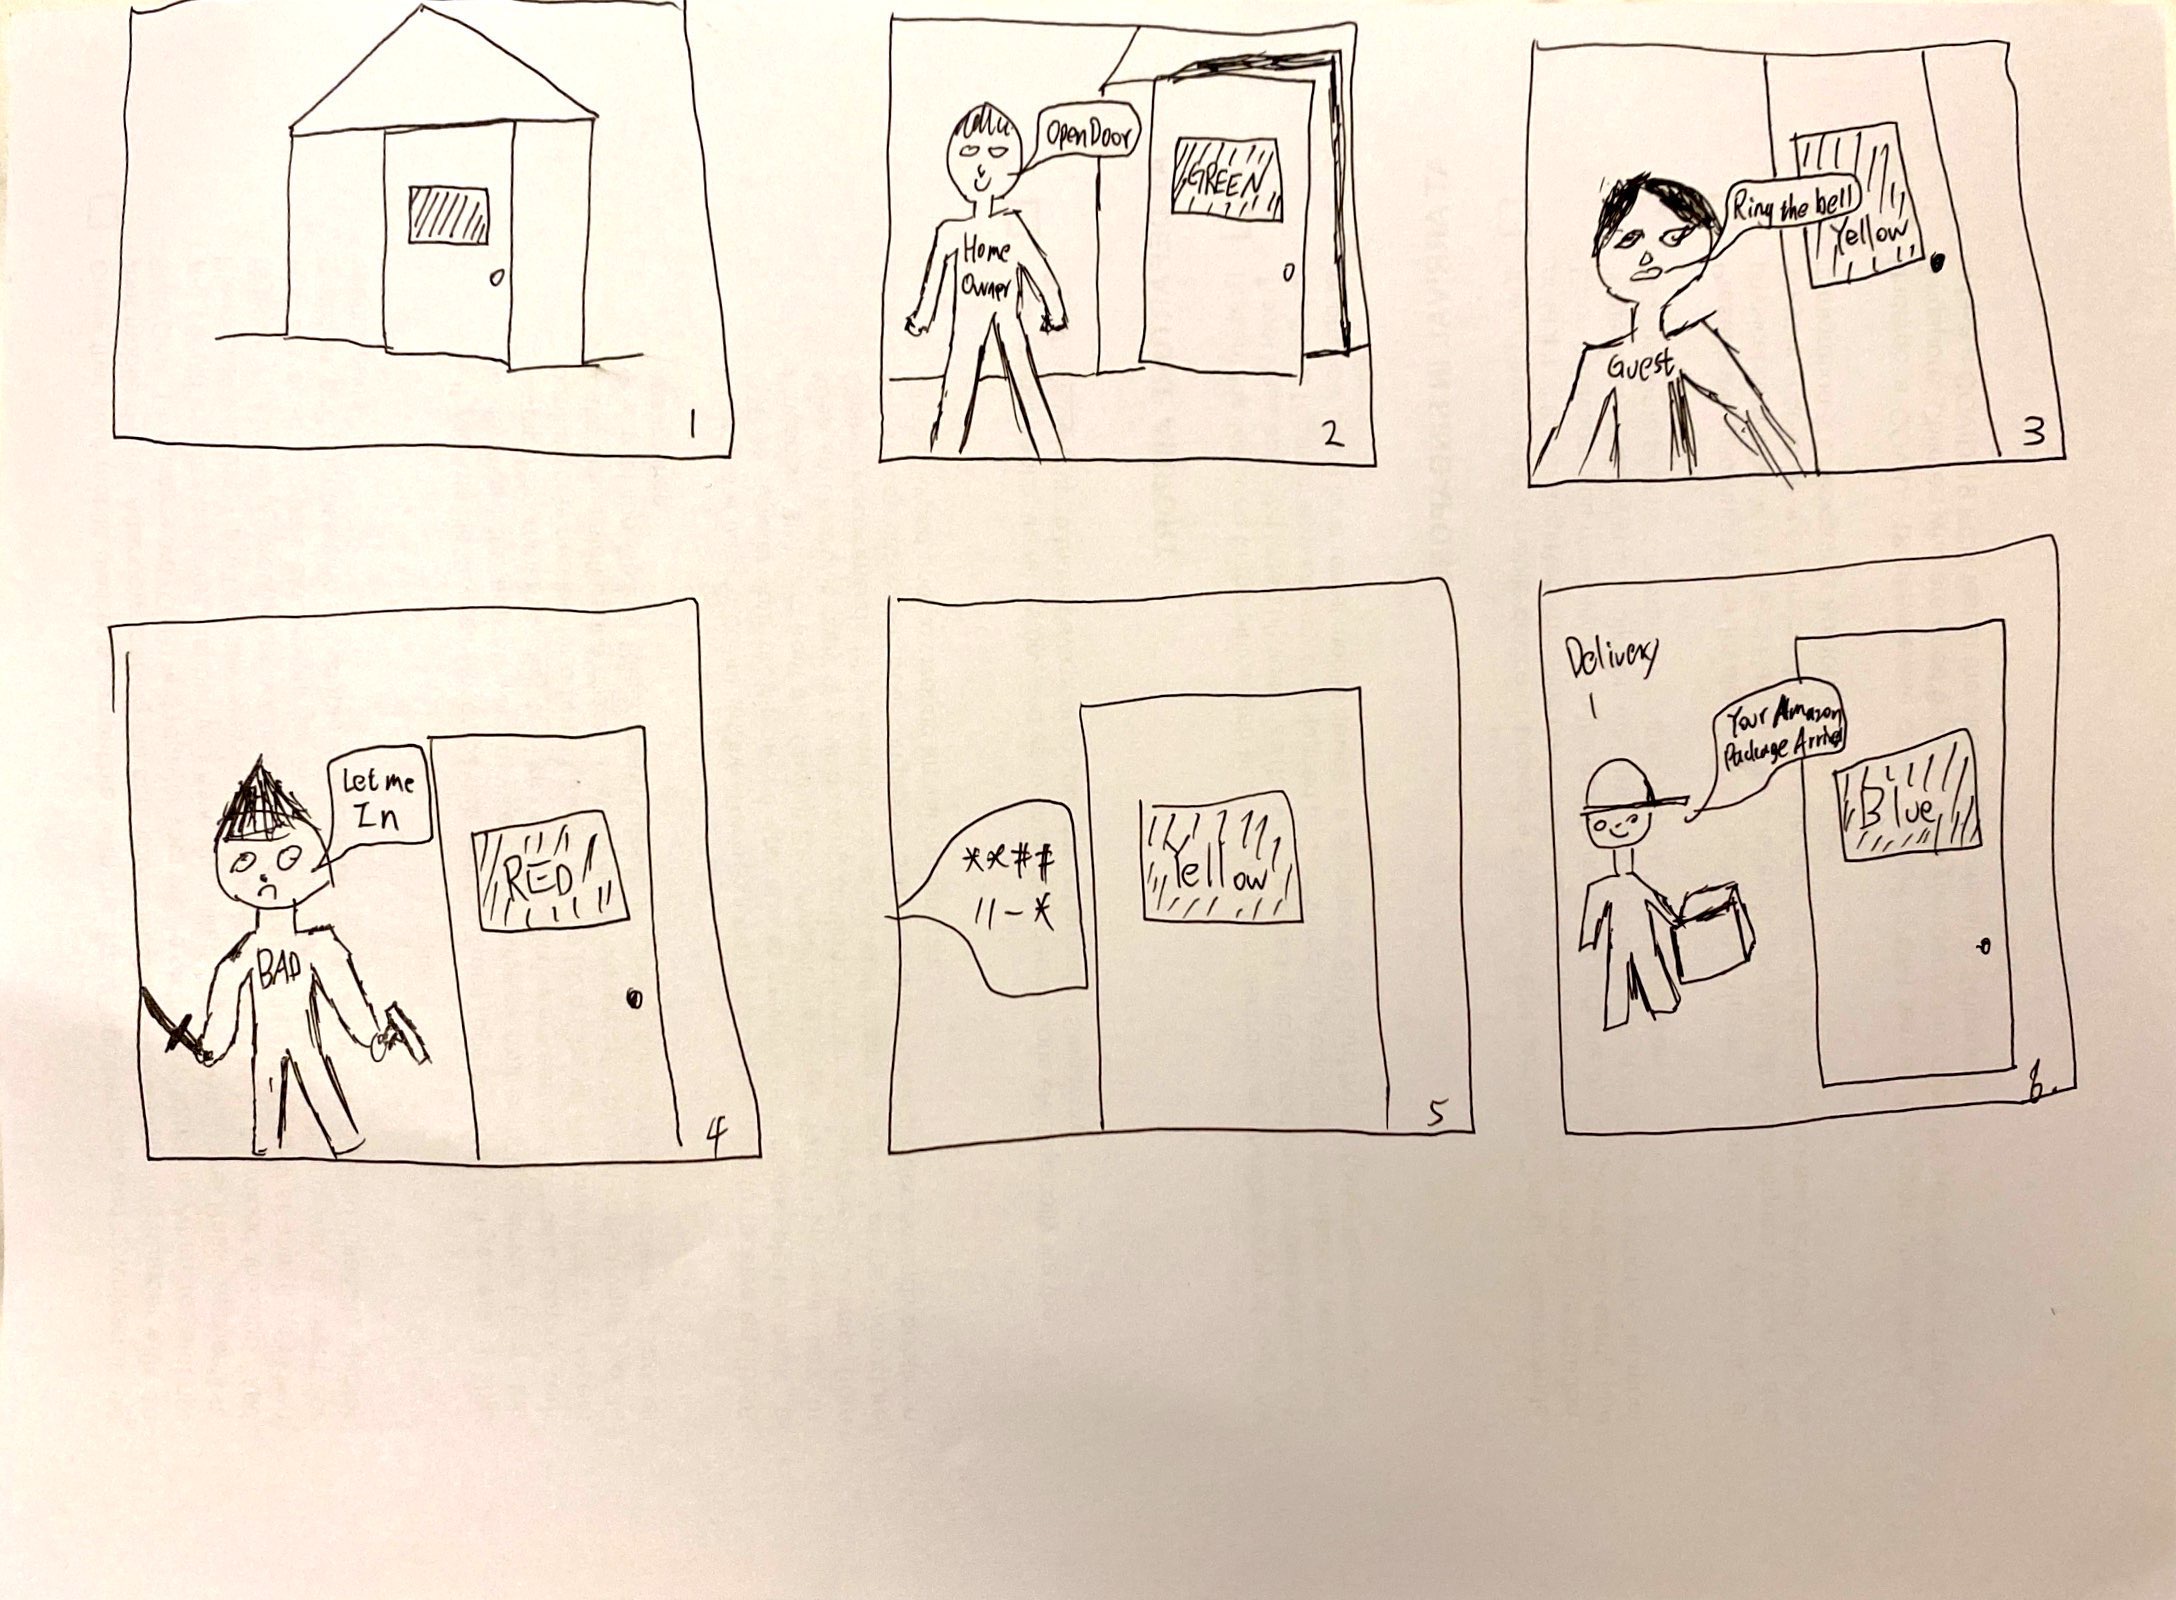 1
Open Door
GREEN
Home
Owner
2
Ring the bell
Yellow
Guest
3
Let me
In
RED
BAD
4
**##
//-*
Yellow
5
Delivery
Your Amazon
Package Arrived
Blue
6.